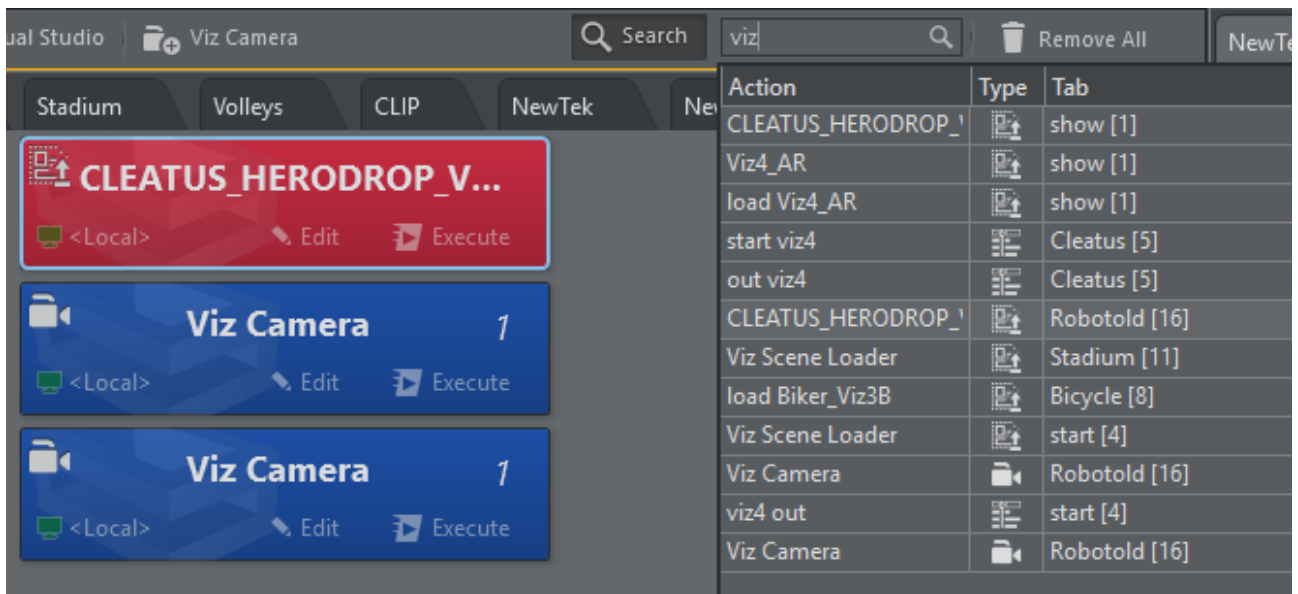 ual Studio Viz Camera Search viz Remove All NewTe
Stadium Volleys CLIP NewTek Nev
CLEATUS_HERODROP_V...
<Local> Edit Execute
Viz Camera 1
<Local> Edit Execute
Viz Camera 1
<Local> Edit Execute
Action Type Tab
CLEATUS_HERODROP_V show [1]
Viz4_AR show [1]
load Viz4_AR show [1]
start viz4 Cleatus [5]
out viz4 Cleatus [5]
CLEATUS_HERODROP_V Robotold [16]
Viz Scene Loader Stadium [11]
load Biker_Viz3B Bicycle [8]
Viz Scene Loader start [4]
Viz Camera Robotold [16]
viz4 out start [4]
Viz Camera Robotold [16]